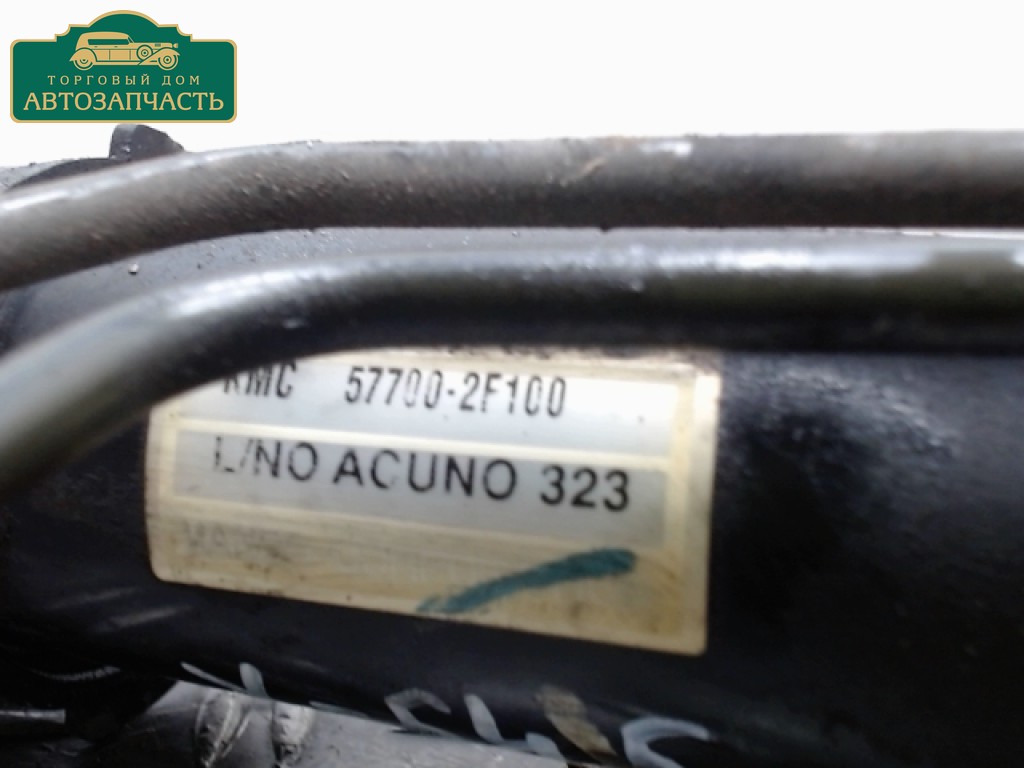 ТОРГОВЫЙ ДОМ
АВТОЗАПЧАСТЬ
KMC 57700-2F100
L/NO ACUNO 323